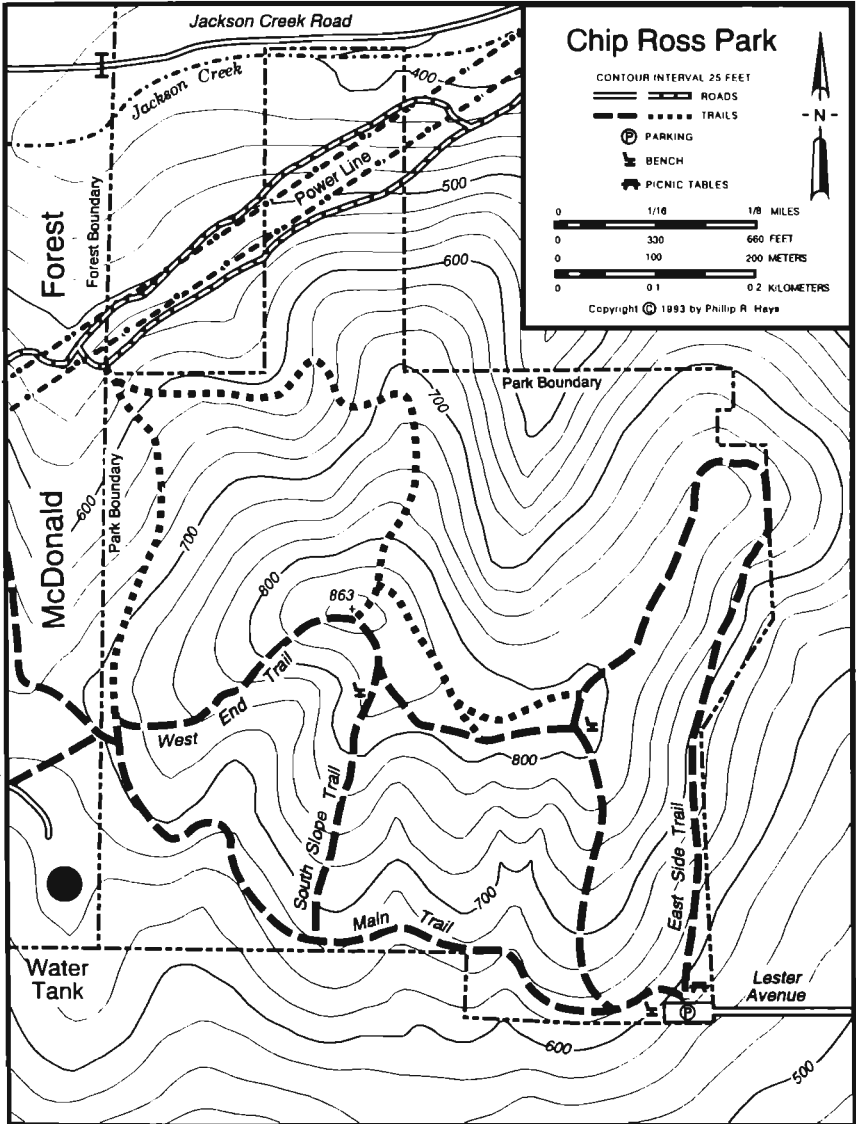 Jackson Creek Road
Jackson Creek
400
Power Line
500
Forest Boundary
Forest
600
Chip Ross Park
CONTOUR INTERVAL 25 FEET
ROADS
TRAILS
P PARKING
BENCH
PICNIC TABLES
N
0 1/16 1/8 MILES
0 330 660 FEET
0 100 200 METERS
0 0 1 0 2 KILOMETERS
Copyright © 1993 by Phillip R. Hays
Park Boundary
700
Park Boundary
600
McDonald
700
800
863
West End Trail
South Slope Trail
800
700
Main Trail
East Side Trail
Water
Tank
Lester
Avenue
P
600
500